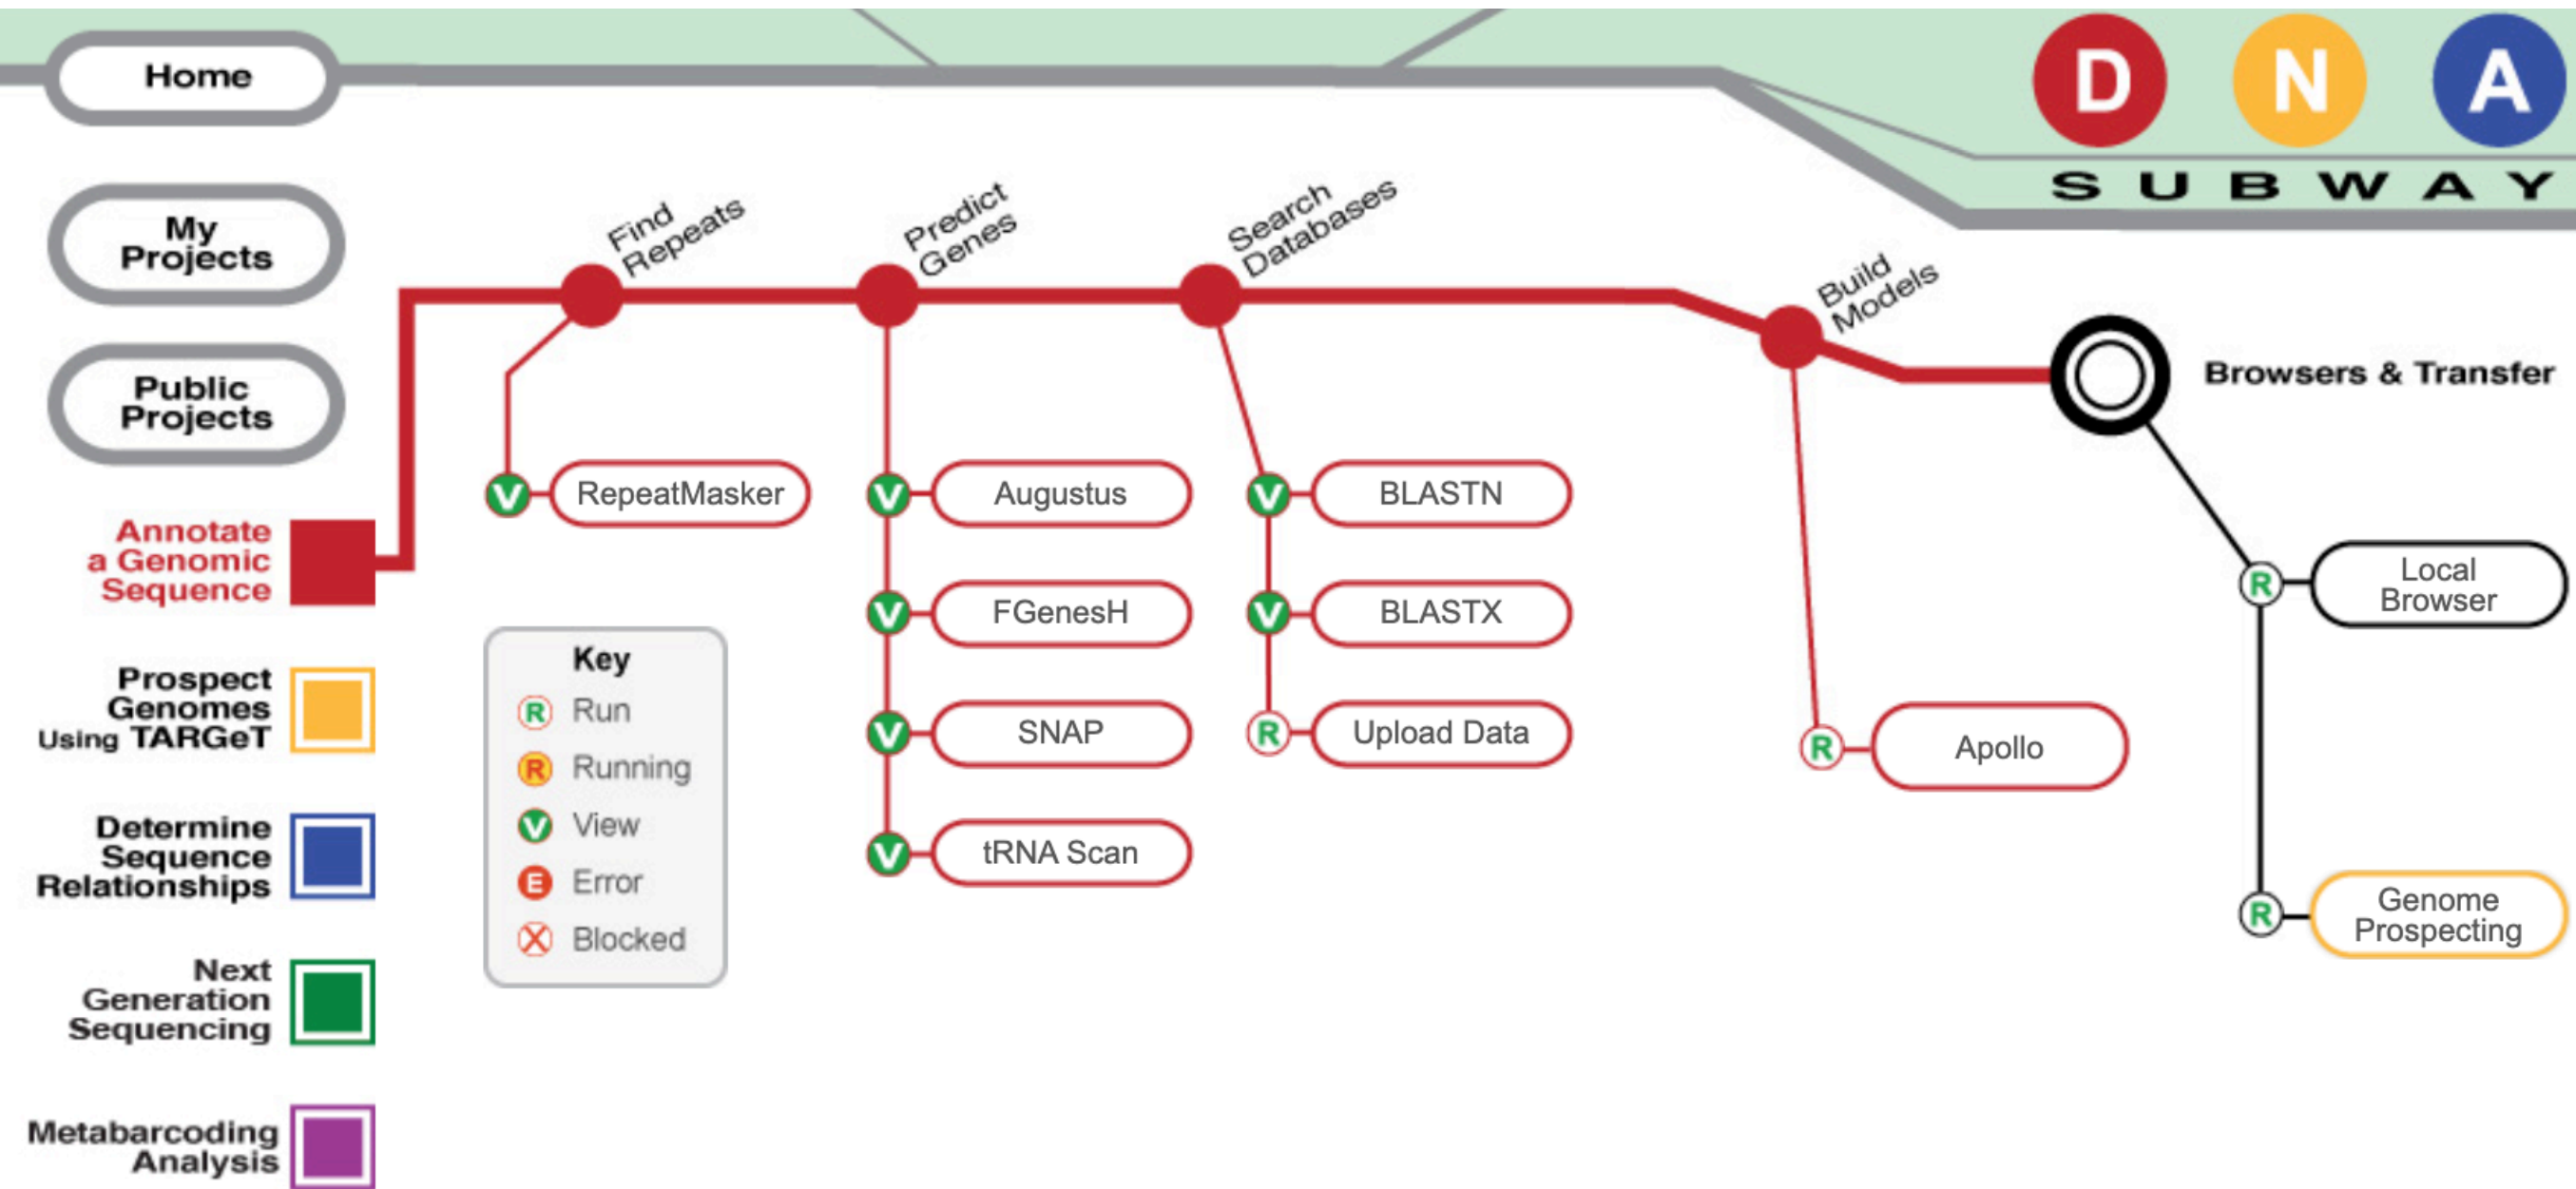 Home
D N A
SUBWAY
My
Projects
Public
Projects
Find
Repeats
Predict
Genes
Search
Databases
Build
Models
Browsers & Transfer
V RepeatMasker
V Augustus
V FGenesH
V SNAP
V tRNA Scan
V BLASTN
V BLASTX
R Upload Data
R Apollo
R Local
Browser
R Genome
Prospecting
Key
R Run
R Running
V View
E Error
X Blocked
Annotate
a Genomic
Sequence
Prospect
Genomes
Using TARGeT
Determine
Sequence
Relationships
Next
Generation
Sequencing
Metabarcoding
Analysis